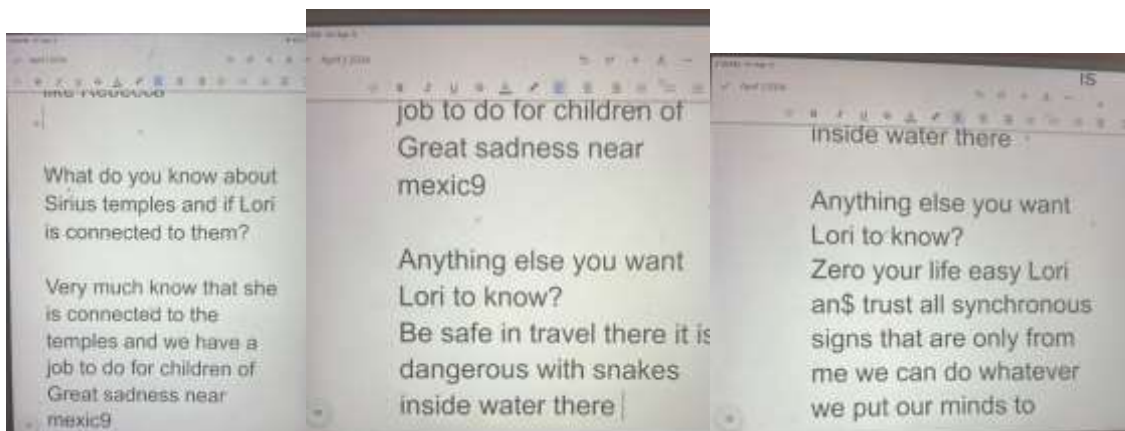 What do you know about
Sirius temples and if Lori
is connected to them?
Very much know that she
is connected to the
temples and we have a
job to do for children of
Great sadness near
mexic9
job to do for children of
Great sadness near
mexic9
Anything else you want
Lori to know?
Be safe in travel there it is
dangerous with snakes
inside water there
IS
inside water there
Anything else you want
Lori to know?
Zero your life easy Lori
an$ trust all synchronous
signs that are only from
me we can do whatever
we put our minds to